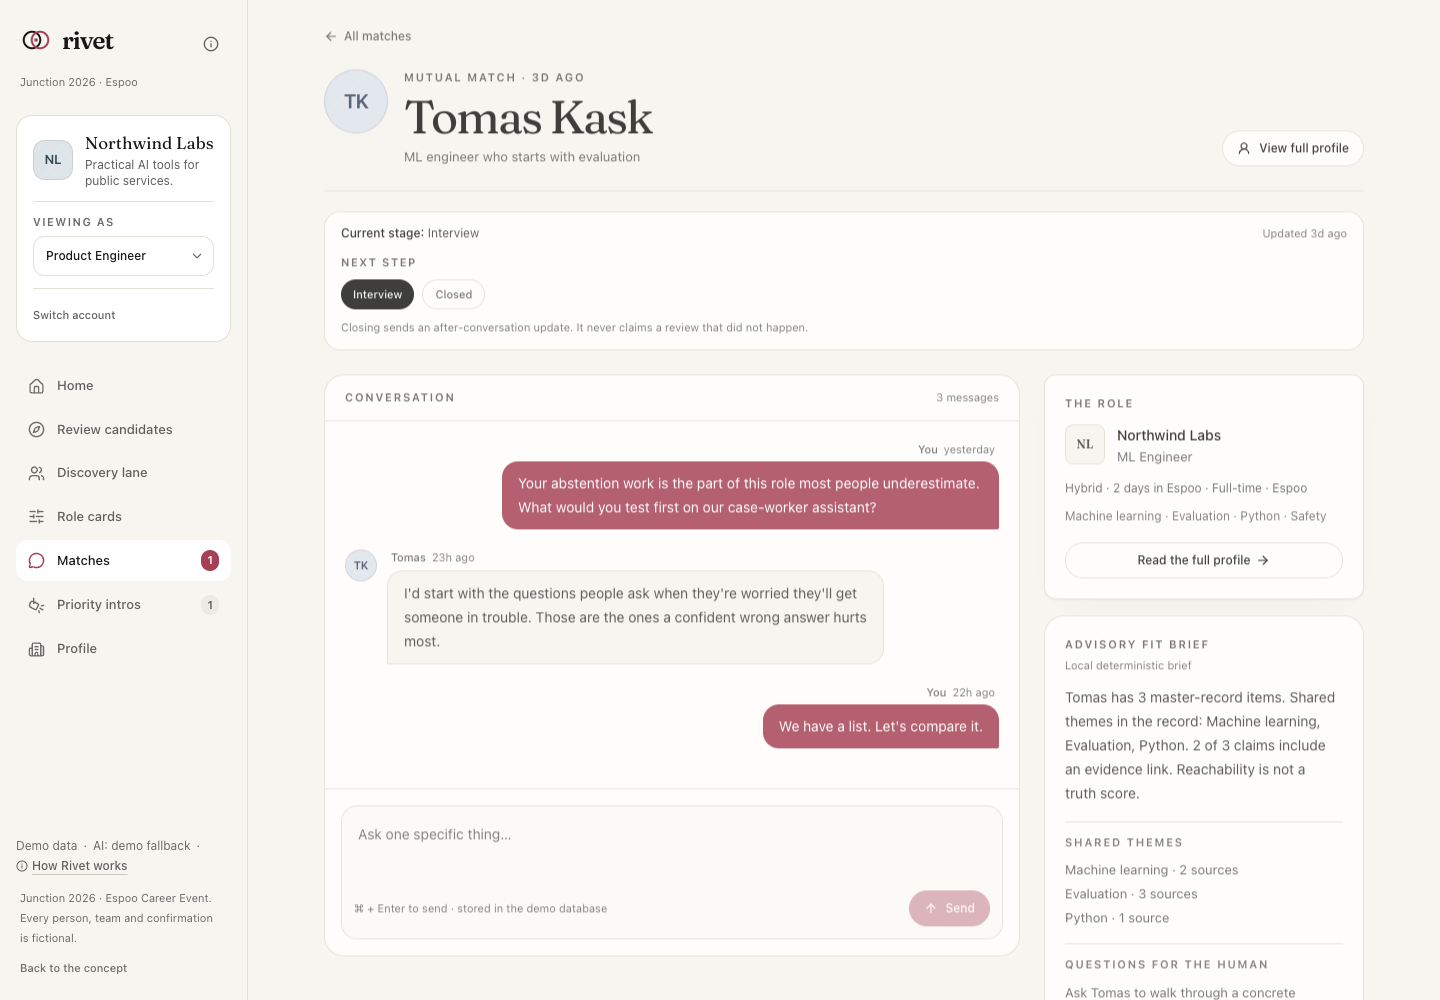 rivet
Junction 2026 · Espoo
NL
Northwind Labs
Practical AI tools for
public services.
VIEWING AS
Product Engineer
Switch account
Home
Review candidates
Discovery lane
Role cards
Matches
1
Priority intros
1
Profile
Demo data · AI: demo fallback ·
How Rivet works
Junction 2026 · Espoo Career Event.
Every person, team and confirmation
is fictional.
Back to the concept
← All matches
TK
MUTUAL MATCH · 3D AGO
Tomas Kask
ML engineer who starts with evaluation
View full profile
Current stage: Interview
Updated 3d ago
NEXT STEP
Interview
Closed
Closing sends an after-conversation update. It never claims a review that did not happen.
CONVERSATION
3 messages
You yesterday
Your abstention work is the part of this role most people underestimate.
What would you test first on our case-worker assistant?
TK
Tomas 23h ago
I'd start with the questions people ask when they're worried they'll get
someone in trouble. Those are the ones a confident wrong answer hurts
most.
You 22h ago
We have a list. Let's compare it.
Ask one specific thing...
⌘ + Enter to send · stored in the demo database
↑ Send
THE ROLE
NL
Northwind Labs
ML Engineer
Hybrid · 2 days in Espoo · Full-time · Espoo
Machine learning · Evaluation · Python · Safety
Read the full profile →
ADVISORY FIT BRIEF
Local deterministic brief
Tomas has 3 master-record items. Shared
themes in the record: Machine learning,
Evaluation, Python. 2 of 3 claims include
an evidence link. Reachability is not a
truth score.
SHARED THEMES
Machine learning · 2 sources
Evaluation · 3 sources
Python · 1 source
QUESTIONS FOR THE HUMAN
Ask Tomas to walk through a concrete